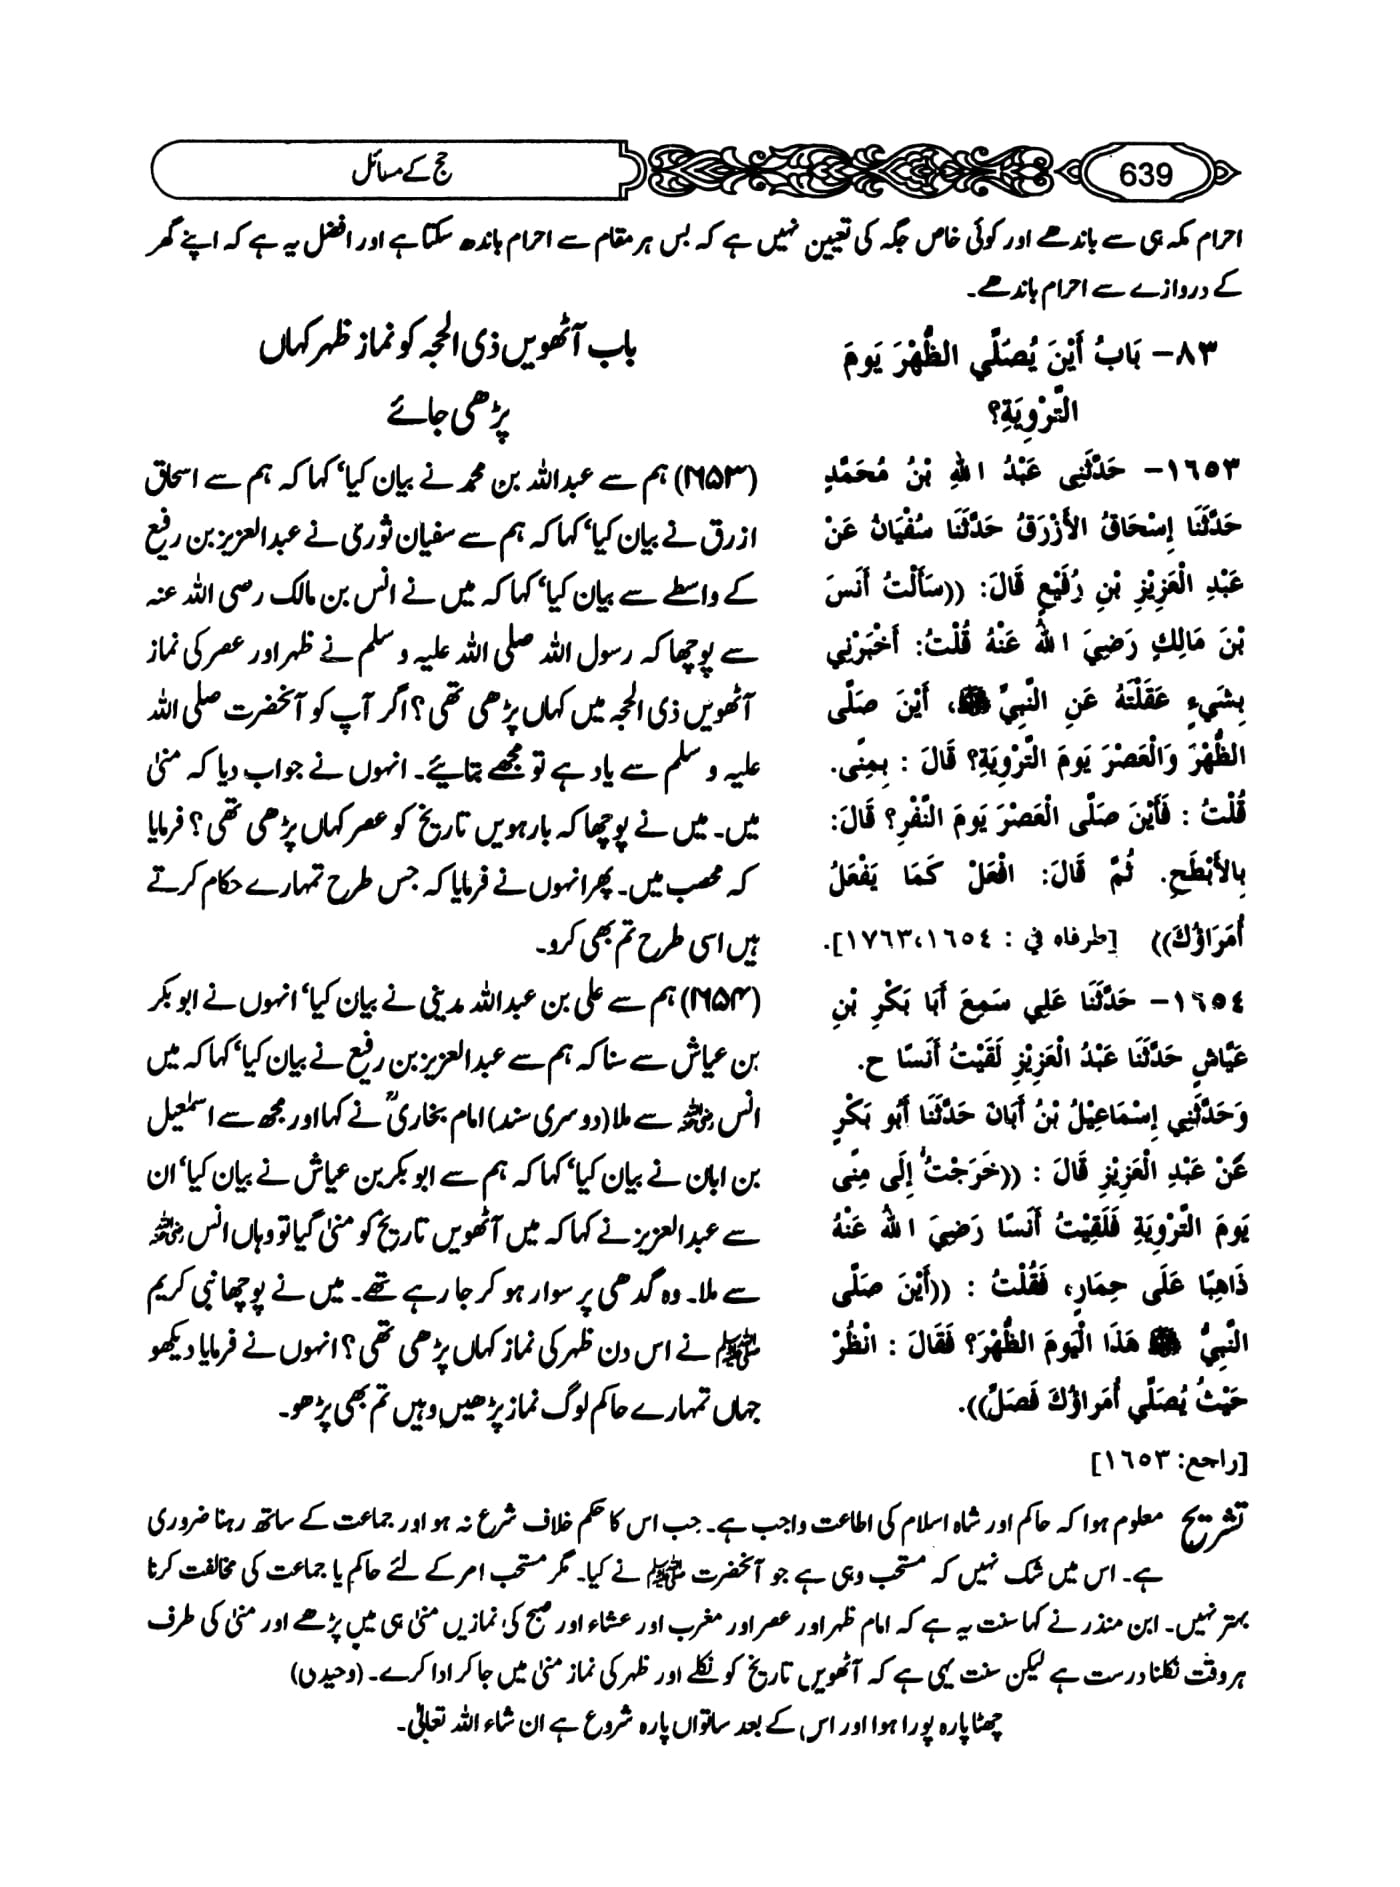 639
حج کے مسائل
احرام مکہ ہی سے باندھے اور کوئی خاص جگہ کی تعیین نہیں ہے کہ بس ہر مقام سے احرام باندھ سکتا ہے اور افضل یہ ہے کہ اپنے گھر
کے دروازے سے احرام باندھے۔
٨٣- بَابُ أَيْنَ يُصَلَّي الظُّهْرَ يَومَ
التَّرْوِيَةِ؟
١٦٥٣- حَدَّثَنِي عَبْدُ اللهِ بْنُ مُحَمَّدٍ
حَدَّثَنَا إِسْحَاقُ الأَزْرَقُ حَدَّثَنَا سُفْيَانُ عَنْ
عَبْدِ الْعَزِيْزِ بْنِ رُفَيْعٍ قَالَ: ((سَأَلْتُ أَنَسَ
بْنَ مَالِكٍ رَضِيَ اللهُ عَنْهُ قُلْتُ: أَخْبَرْنِي
بِشَيءٍ عَقَلْتَهُ عَنِ النَّبِيِّ ﷺ، أَيْنَ صَلَّى
الظُّهْرَ وَالْعَصْرَ يَومَ التَّرْوِيَةِ؟ قَالَ : بِمِنًى.
قُلْتُ : فَأَيْنَ صَلَّى الْعَصْرَ يَومَ النَّفْرِ؟ قَالَ:
بِالأَبْطَحِ. ثُمَّ قَالَ: افْعَلْ كَمَا يَفْعَلُ
أُمَرَاؤُكَ)) [طرفاه في : ١٦٥٤، ١٧٦٣].
١٦٥٤- حَدَّثَنَا عَلِي سَمِعَ أَبَا بَكْرِ بْنِ
عَيَّاشٍ حَدَّثَنَا عَبْدُ الْعَزِيْزِ لَقَيْتُ أَنَسًا ح.
وَحَدَّثَنِي إِسْمَاعِيْلُ بْنُ أَبَانَ حَدَّثَنَا أَبُو بَكْرٍ
عَنْ عَبْدِ الْعَزِيْزِ قَالَ : ((خَرَجْتُ إِلَى مِنًى
يَومَ التَّرْوِيَةِ فَلَقِيْتُ أَنَسًا رَضِيَ اللهُ عَنْهُ
ذَاهِبًا عَلَى حِمَارٍ، فَقُلْتُ : ((أَيْنَ صَلَّى
النَّبِيُّ ﷺ هَذَا الْيَومَ الظُّهْرَ؟ فَقَالَ : انْظُرْ
حَيْثُ يُصَلِّي أُمَرَاؤُكَ فَصَلِّ)).
[راجع: ١٦٥٣]
باب آٹھویں ذی الحجہ کو نماز ظہر کہاں
پڑھی جائے
(۱۶۵۳) ہم سے عبداللہ بن محمد نے بیان کیا‘ کہا کہ ہم سے اسحاق
ازرق نے بیان کیا‘ کہا کہ ہم سے سفیان ثوری نے عبدالعزیز بن رفیع
کے واسطے سے بیان کیا‘ کہا کہ میں نے انس بن مالک رضی اللہ عنہ
سے پوچھا کہ رسول اللہ صلی اللہ علیہ و سلم نے ظہر اور عصر کی نماز
آٹھویں ذی الحجہ میں کہاں پڑھی تھی؟ اگر آپ کو آنحضرت صلی اللہ
علیہ و سلم سے یاد ہے تو مجھے بتائیے۔ انہوں نے جواب دیا کہ منیٰ
میں۔ میں نے پوچھا کہ بارہویں تاریخ کو عصر کہاں پڑھی تھی؟ فرمایا
کہ محصب میں۔ پھر انہوں نے فرمایا کہ جس طرح تمہارے حکام کرتے
ہیں اسی طرح تم بھی کرو۔
(۱۶۵۴) ہم سے علی بن عبداللہ مدینی نے بیان کیا‘ انہوں نے ابو بکر
بن عیاش سے سنا کہ ہم سے عبدالعزیز بن رفیع نے بیان کیا‘ کہا کہ میں
انس رضی اللہ عنہ سے ملا (دوسری سند) امام بخاریؒ نے کہا اور مجھ سے اسمٰعیل
بن ابان نے بیان کیا‘ کہا کہ ہم سے ابو بکر بن عیاش نے بیان کیا‘ ان
سے عبدالعزیز نے کہا کہ میں آٹھویں تاریخ کو منیٰ گیا تو وہاں انس رضی اللہ عنہ
سے ملا۔ وہ گدھی پر سوار ہو کر جا رہے تھے۔ میں نے پوچھا نبی کریم
ﷺ نے اس دن ظہر کی نماز کہاں پڑھی تھی؟ انہوں نے فرمایا دیکھو
جہاں تمہارے حاکم لوگ نماز پڑھیں وہیں تم بھی پڑھو۔
تشریح معلوم ہوا کہ حاکم اور شاہ اسلام کی اطاعت واجب ہے۔ جب اس کا حکم خلاف شرع نہ ہو اور جماعت کے ساتھ رہنا ضروری
ہے۔ اس میں شک نہیں کہ مستحب وہی ہے جو آنحضرت ﷺ نے کیا۔ مگر مستحب امر کے لئے حاکم یا جماعت کی مخالفت کرنا
بہتر نہیں۔ ابن منذر نے کہا سنت یہ ہے کہ امام ظہر اور عصر اور مغرب اور عشاء اور صبح کی نمازیں منیٰ ہی میں پڑھے اور منیٰ کی طرف
ہر وقت نکلنا درست ہے لیکن سنت یہی ہے کہ آٹھویں تاریخ کو نکلے اور ظہر کی نماز منیٰ میں جا کر ادا کرے۔ (وحیدی)
چھٹا پارہ پورا ہوا اور اس کے بعد ساتواں پارہ شروع ہے ان شاء اللہ تعالیٰ۔